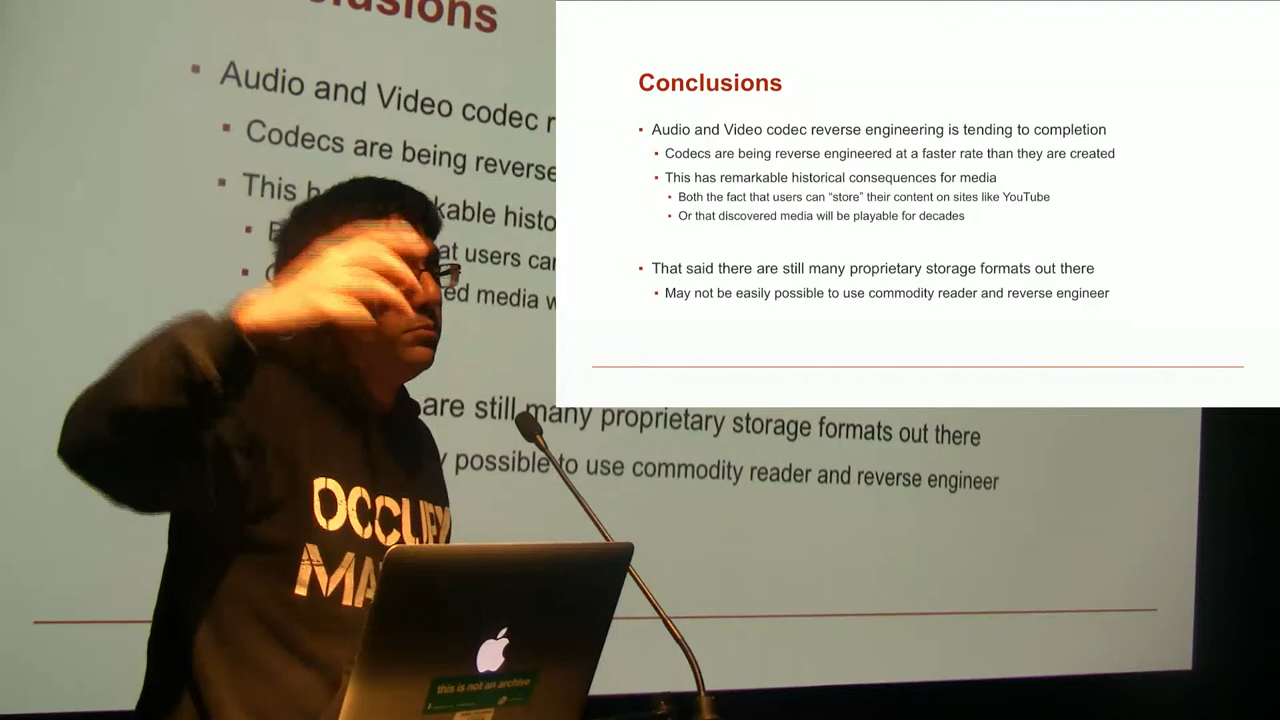 Conclusions
Audio and Video codec reverse engineering is tending to completion
Codecs are being reverse engineered at a faster rate than they are created
This has remarkable historical consequences for media
Both the fact that users can “store” their content on sites like YouTube
Or that discovered media will be playable for decades
That said there are still many proprietary storage formats out there
May not be easily possible to use commodity reader and reverse engineer
Audio and Video codec
Codecs are being reverse
This
kable histo
at users can
ed media w
are still many proprietary storage formats out there
possible to use commodity reader and reverse engineer
OCCUPY
MA
this is not an archive